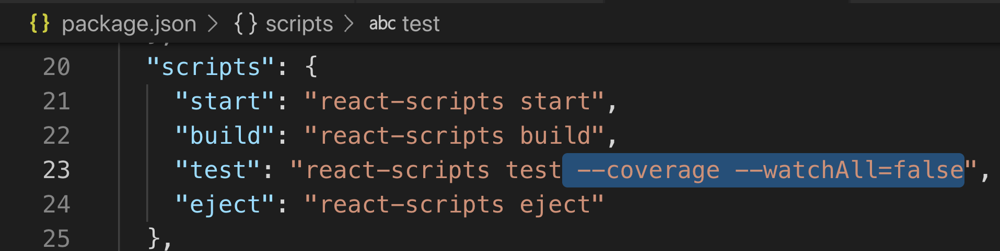 {} package.json > {} scripts > abc test
20 "scripts": {
21 "start": "react-scripts start",
22 "build": "react-scripts build",
23 "test": "react-scripts test --coverage --watchAll=false",
24 "eject": "react-scripts eject"
25 },